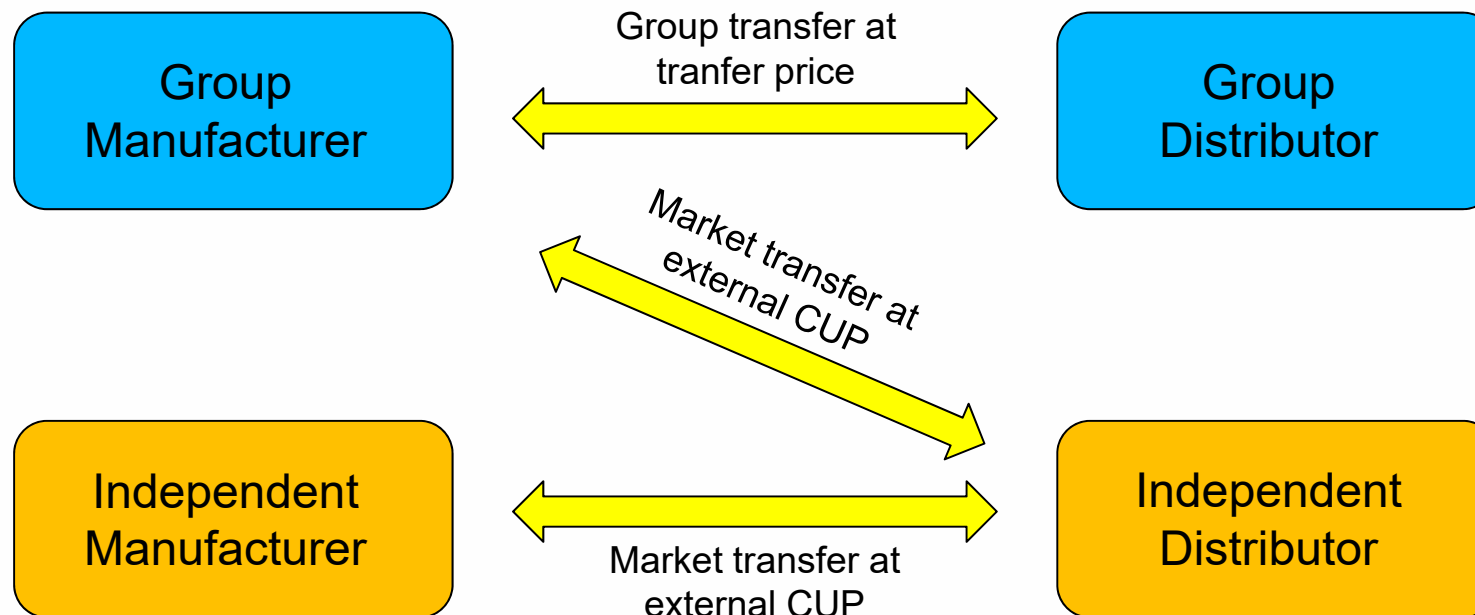 Group transfer at
tranfer price
Group
Manufacturer
Group
Distributor
Market transfer at
external CUP
Independent
Manufacturer
Independent
Distributor
Market transfer at
external CUP